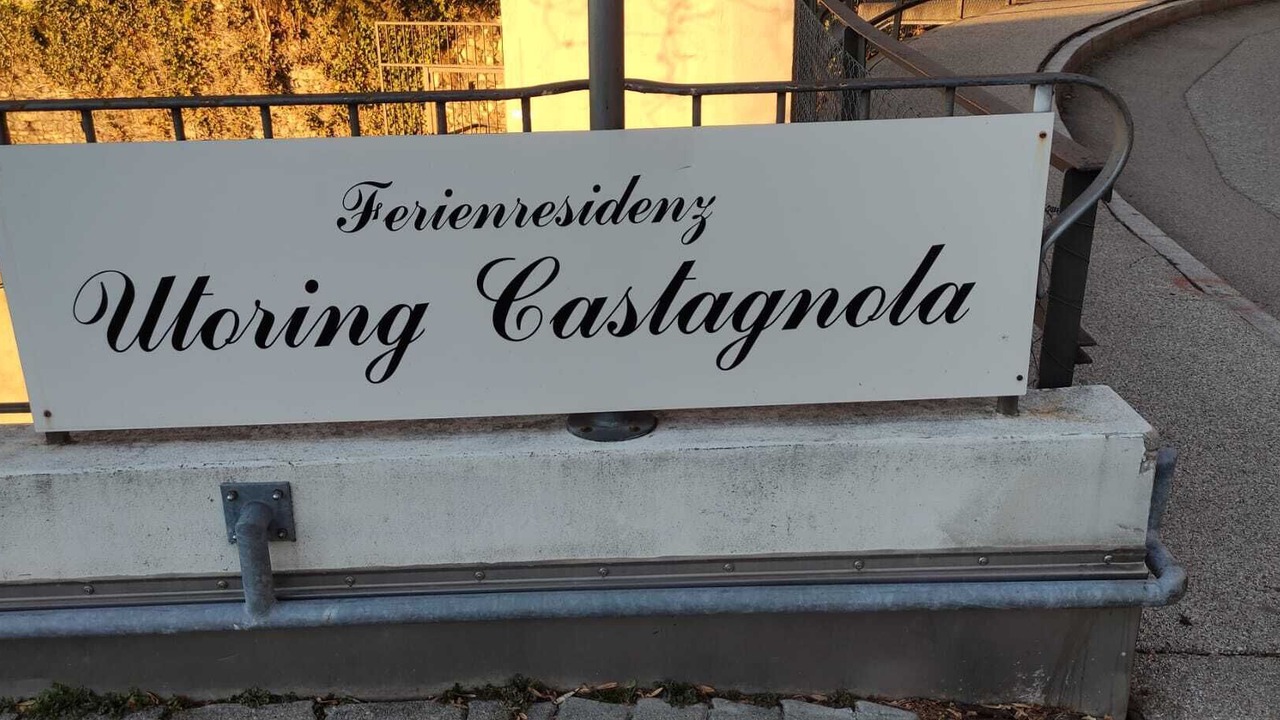 Ferienresidenz
Utoring Castagnola